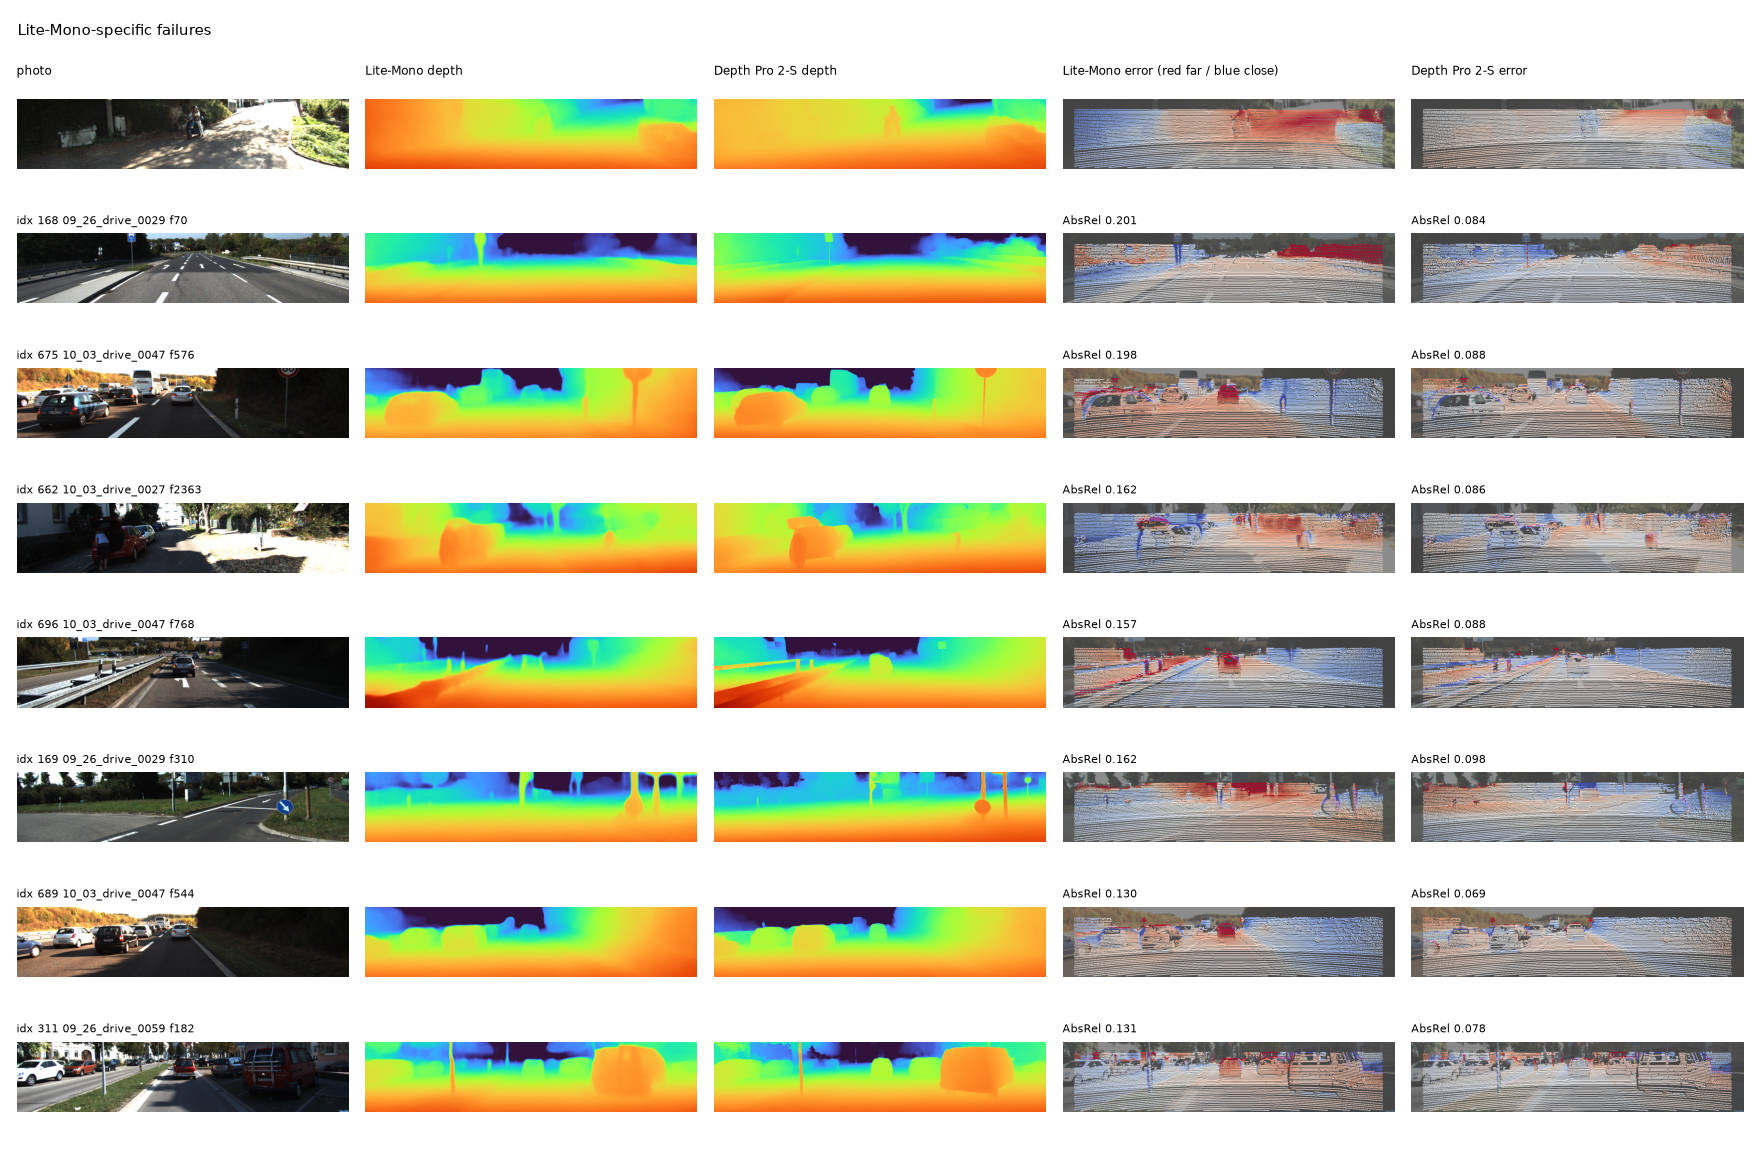 Lite-Mono-specific failures
photo
Lite-Mono depth
Depth Pro 2-S depth
Lite-Mono error (red far / blue close)
Depth Pro 2-S error
idx 168 09_26_drive_0029 f70
AbsRel 0.201
AbsRel 0.084
idx 675 10_03_drive_0047 f576
AbsRel 0.198
AbsRel 0.088
idx 662 10_03_drive_0027 f2363
AbsRel 0.162
AbsRel 0.086
idx 696 10_03_drive_0047 f768
AbsRel 0.157
AbsRel 0.088
idx 169 09_26_drive_0029 f310
AbsRel 0.162
AbsRel 0.098
idx 689 10_03_drive_0047 f544
AbsRel 0.130
AbsRel 0.069
idx 311 09_26_drive_0059 f182
AbsRel 0.131
AbsRel 0.078